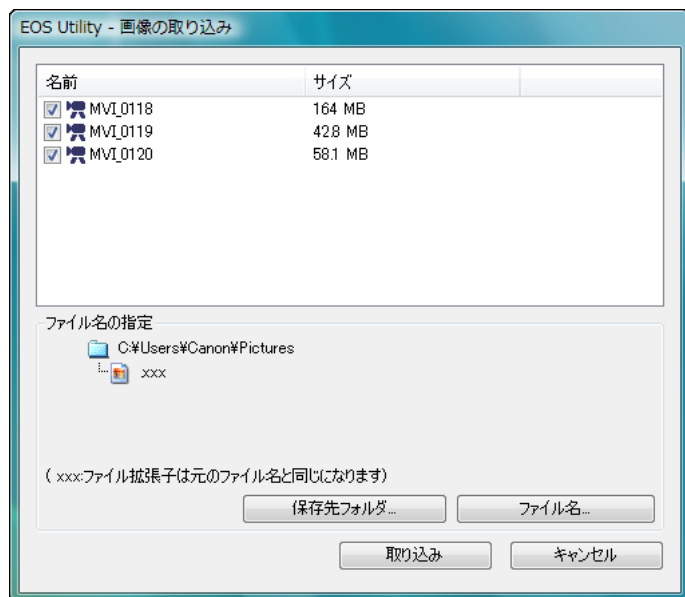 EOS Utility - 画像の取り込み
名前 サイズ
MVI_0118 164 MB
MVI_0119 42.8 MB
MVI_0120 58.1 MB
ファイル名の指定
C:¥Users¥Canon¥Pictures
.xxx
( xxx:ファイル拡張子は元のファイル名と同じになります)
保存先フォルダ... ファイル名...
取り込み キャンセル